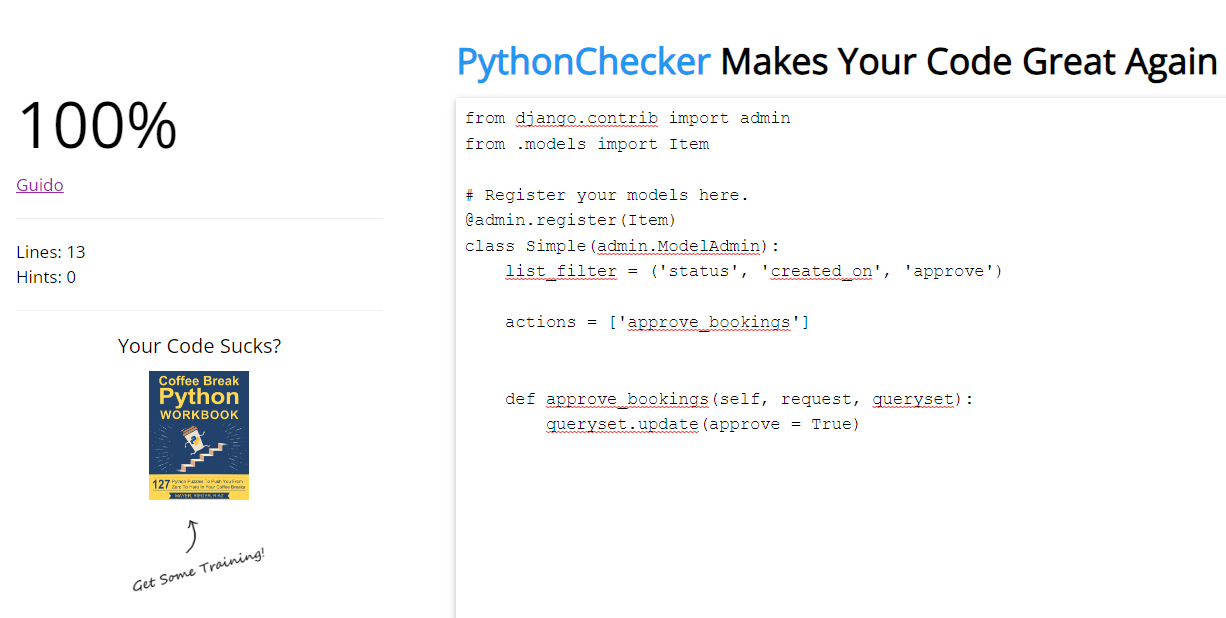 PythonChecker Makes Your Code Great Again
100%
Guido
Lines: 13
Hints: 0
Your Code Sucks?
Coffee Break
Python
WORKBOOK
127
Python Puzzles To Push You From
Zero To Hero In Your Coffee Breaks
MAYER, RIEGER, RIAZ
Get Some Training!
from django.contrib import admin
from .models import Item
# Register your models here.
@admin.register(Item)
class Simple(admin.ModelAdmin):
    list_filter = ('status', 'created_on', 'approve')
    actions = ['approve_bookings']
    def approve_bookings(self, request, queryset):
        queryset.update(approve = True)